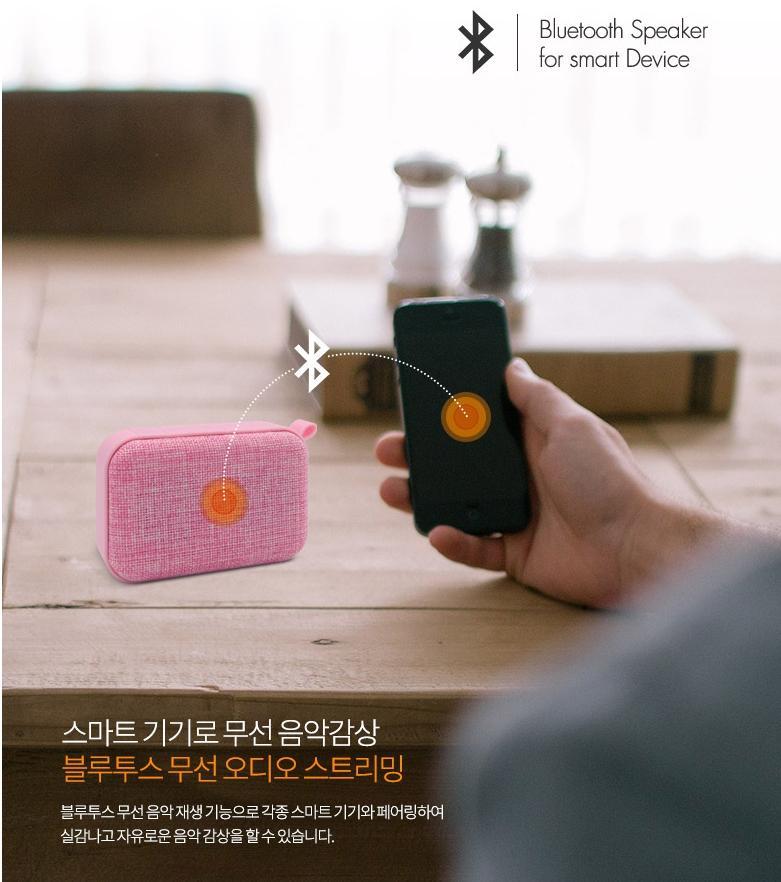 Bluetooth Speaker
for smart Device
스마트 기기로 무선 음악감상
블루투스 무선 오디오 스트리밍
블루투스 무선 음악 재생 기능으로 각종 스마트 기기와 페어링하여
실감나고 자유로운 음악 감상을 할 수 있습니다.